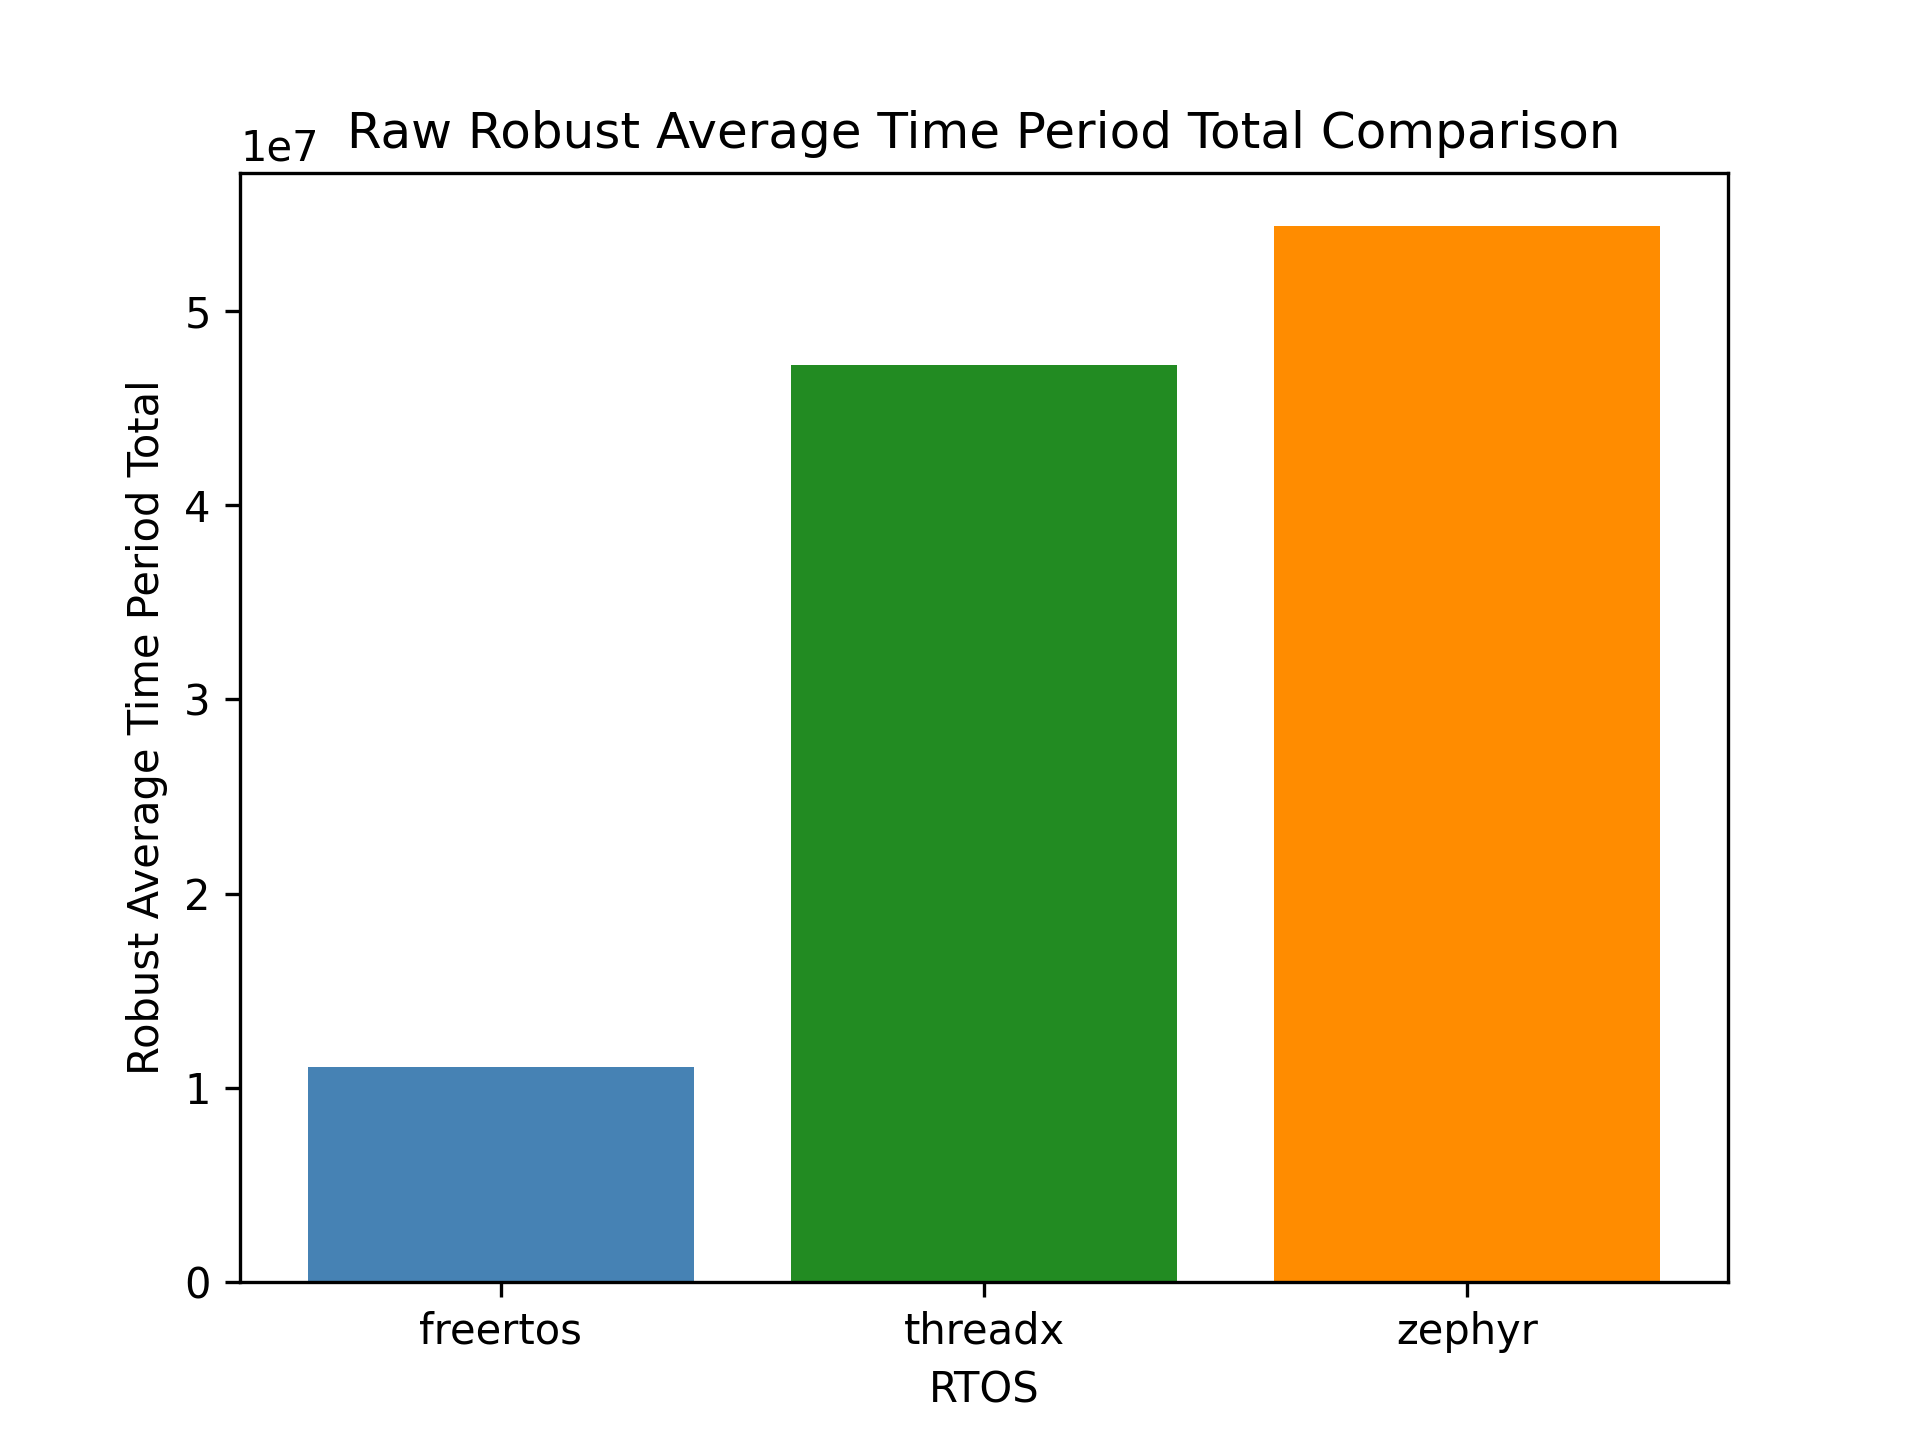 Raw Robust Average Time Period Total Comparison
1e7
Robust Average Time Period Total
5
4
3
2
1
0
freertos
threadx
zephyr
RTOS